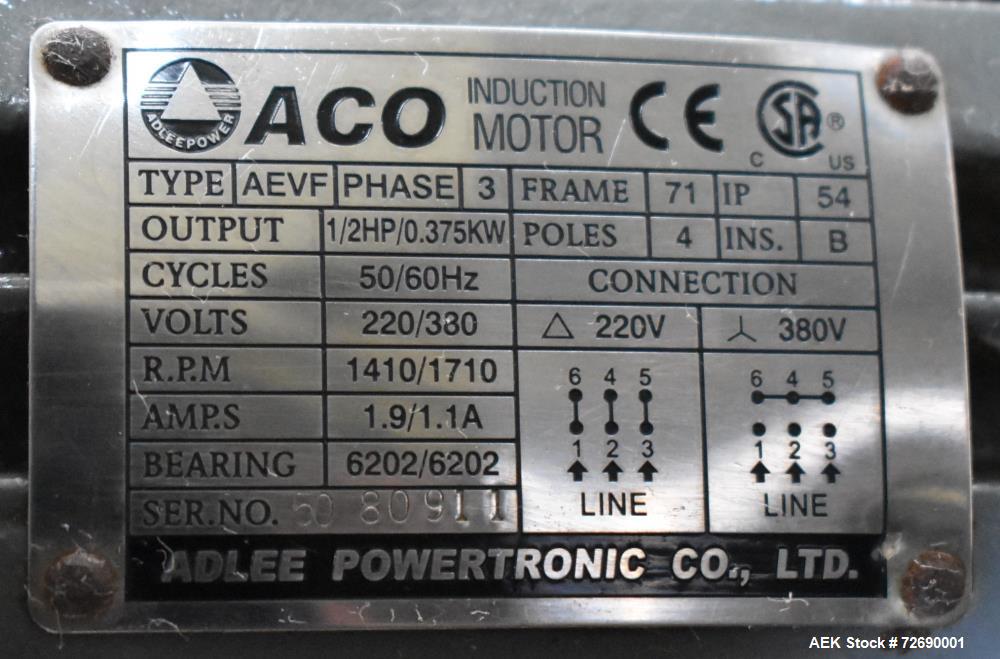 ADLEEPOWER
ACO INDUCTION MOTOR CE SA ® C US
TYPE AEVF PHASE 3 FRAME 71 IP 54
OUTPUT 1/2HP/0.375KW POLES 4 INS. B
CYCLES 50/60Hz CONNECTION
VOLTS 220/380 △ 220V 人 380V
R.P.M 1410/1710 6 4 5 6 4 5
AMP.S 1.9/1.1A 1 2 3 1 2 3
BEARING 6202/6202
SER.NO. 5080911 LINE LINE
ADLEE POWERTRONIC CO., LTD.
AEK Stock # 72690001